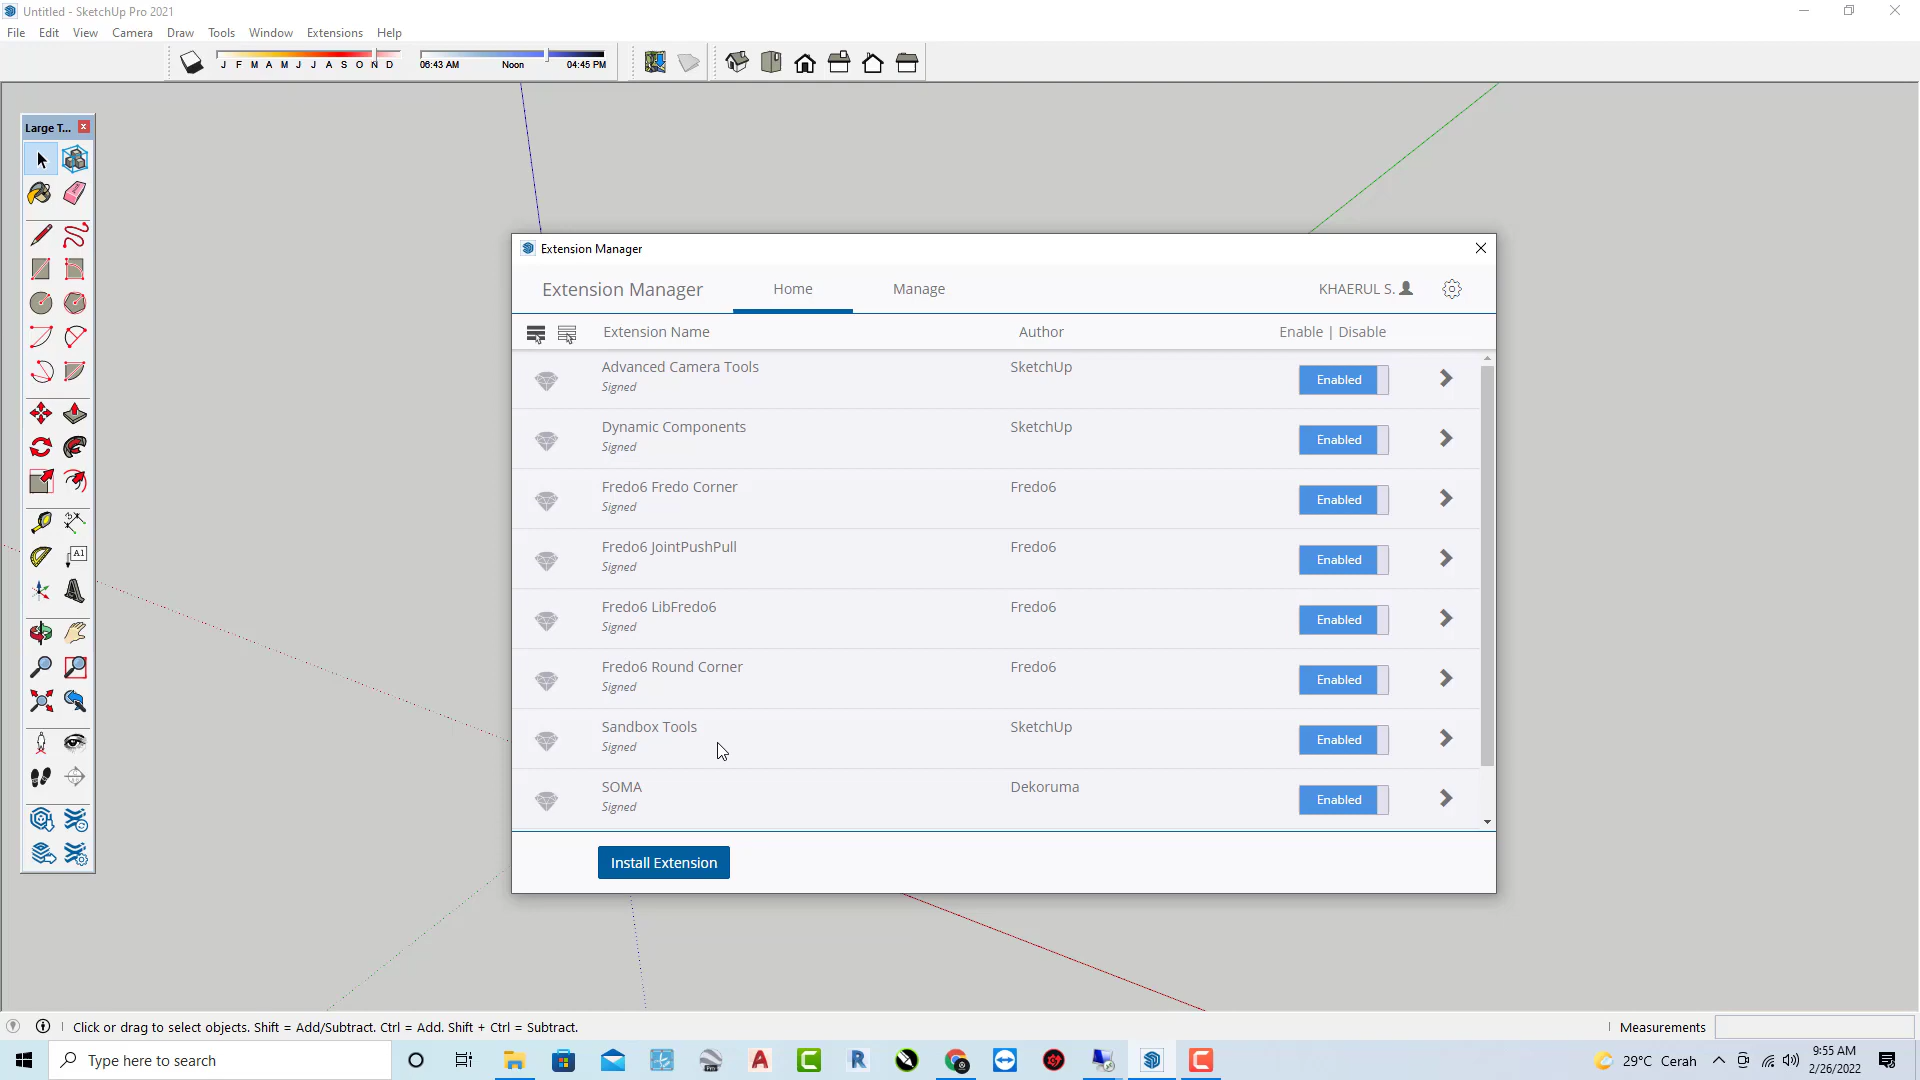 Untitled - SketchUp Pro 2021
File Edit View Camera Draw Tools Window Extensions Help
J F M A M J J A S O N D
06:43 AM Noon 04:45 PM
Large T...
A1
Extension Manager
Extension Manager Home Manage KHAERUL S.
Extension Name Author Enable | Disable
Advanced Camera Tools SketchUp Enabled
Signed
Dynamic Components SketchUp Enabled
Signed
Fredo6 Fredo Corner Fredo6 Enabled
Signed
Fredo6 JointPushPull Fredo6 Enabled
Signed
Fredo6 LibFredo6 Fredo6 Enabled
Signed
Fredo6 Round Corner Fredo6 Enabled
Signed
Sandbox Tools SketchUp Enabled
Signed
SOMA Dekoruma Enabled
Signed
Install Extension
Click or drag to select objects. Shift = Add/Subtract. Ctrl = Add. Shift + Ctrl = Subtract.
Measurements
Type here to search
29°C Cerah
9:55 AM
2/26/2022